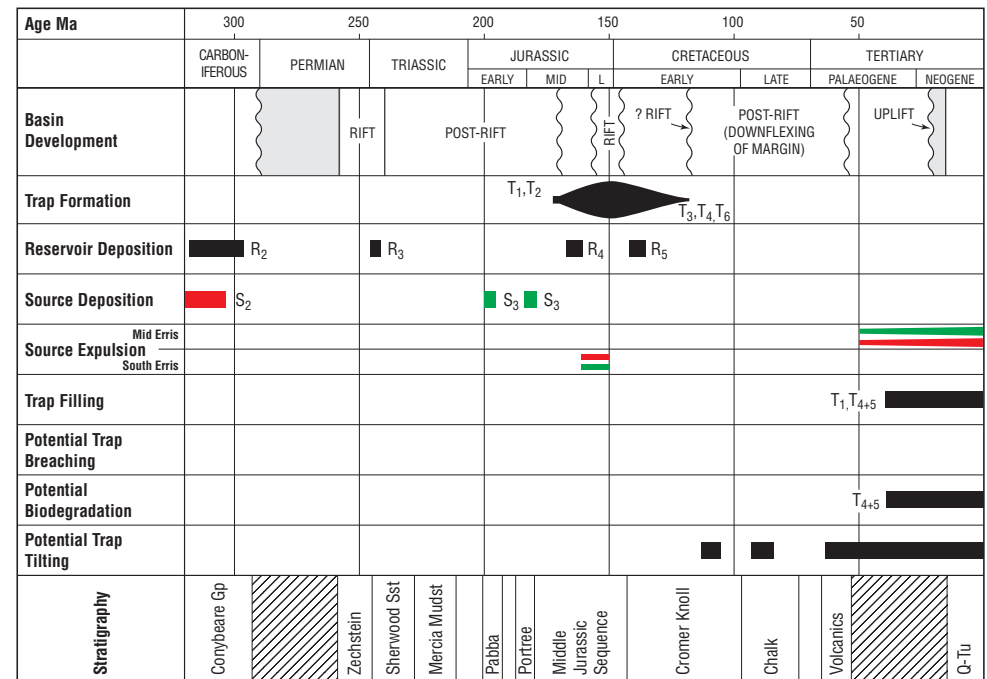 Age Ma 300 250 200 150 100 50
CARBON-
IFEROUS
PERMIAN TRIASSIC JURASSIC CRETACEOUS TERTIARY
EARLY MID L EARLY LATE PALAEOGENE NEOGENE
Basin
Development
RIFT POST-RIFT RIFT ? RIFT
POST-RIFT
(DOWNFLEXING
OF MARGIN)
UPLIFT
Trap Formation
T1,T2
T3,T4,T6
Reservoir Deposition R2 R3 R4 R5
Source Deposition S2 S3 S3
Mid Erris
Source Expulsion
South Erris
Trap Filling T1,T4+5
Potential Trap
Breaching
Potential
Biodegradation
T4+5
Potential Trap
Tilting
Stratigraphy
Conybeare Gp
Zechstein
Sherwood Sst
Mercia Mudst
Pabba
Portree
Middle
Jurassic
Sequence
Cromer Knoll
Chalk
Volcanics
Q-Tu